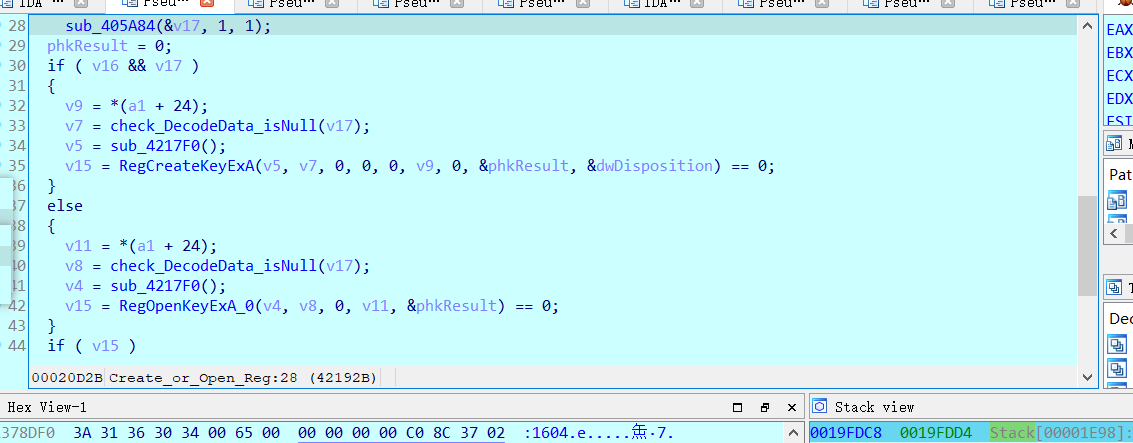 IDA
Pseu…
Pseu…
Pseu…
Pseu…
IDA…
Pseu…
Pseu…
Pseu…
28 sub_405A84(&v17, 1, 1);
29 phkResult = 0;
30 if ( v16 && v17 )
31 {
32 v9 = *(a1 + 24);
33 v7 = check_DecodeData_isNull(v17);
34 v5 = sub_4217F0();
35 v15 = RegCreateKeyExA(v5, v7, 0, 0, 0, v9, 0, &phkResult, &dwDisposition) == 0;
36 }
37 else
38 {
39 v11 = *(a1 + 24);
40 v8 = check_DecodeData_isNull(v17);
41 v4 = sub_4217F0();
42 v15 = RegOpenKeyExA_0(v4, v8, 0, v11, &phkResult) == 0;
43 }
44 if ( v15 )
00020D2B Create_or_Open_Reg:28 (42192B)
EAX
EBX
ECX
EDX
ESI
Pat
Dec
Hex View-1
Stack view
378DF0 3A 31 36 30 34 00 65 00 00 00 00 00 C0 8C 37 02 :1604.e.....缹·7.
0019FDC8 0019FDD4 Stack[00001E98]: